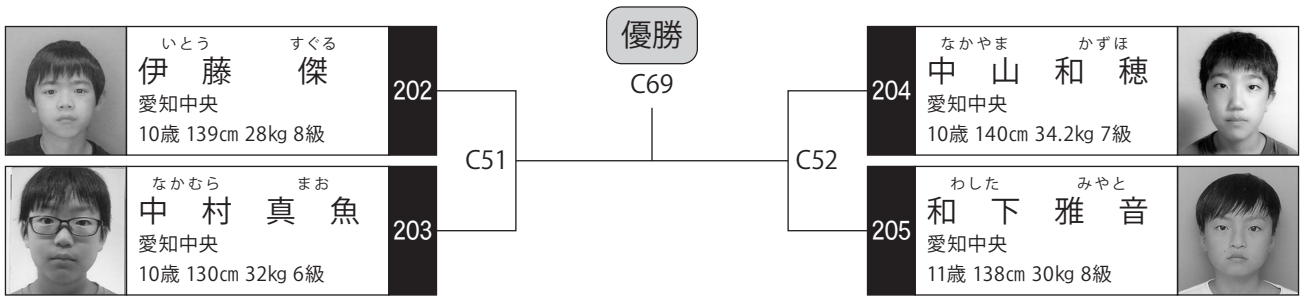 優勝
C69
いとう すぐる
伊藤 傑
愛知中央
10歳 139cm 28kg 8級
202
なかむら まお
中村 真魚
愛知中央
10歳 130cm 32kg 6級
203
C51
C52
204
なかやま かずほ
中山 和穂
愛知中央
10歳 140cm 34.2kg 7級
205
わした みやと
和下 雅音
愛知中央
11歳 138cm 30kg 8級